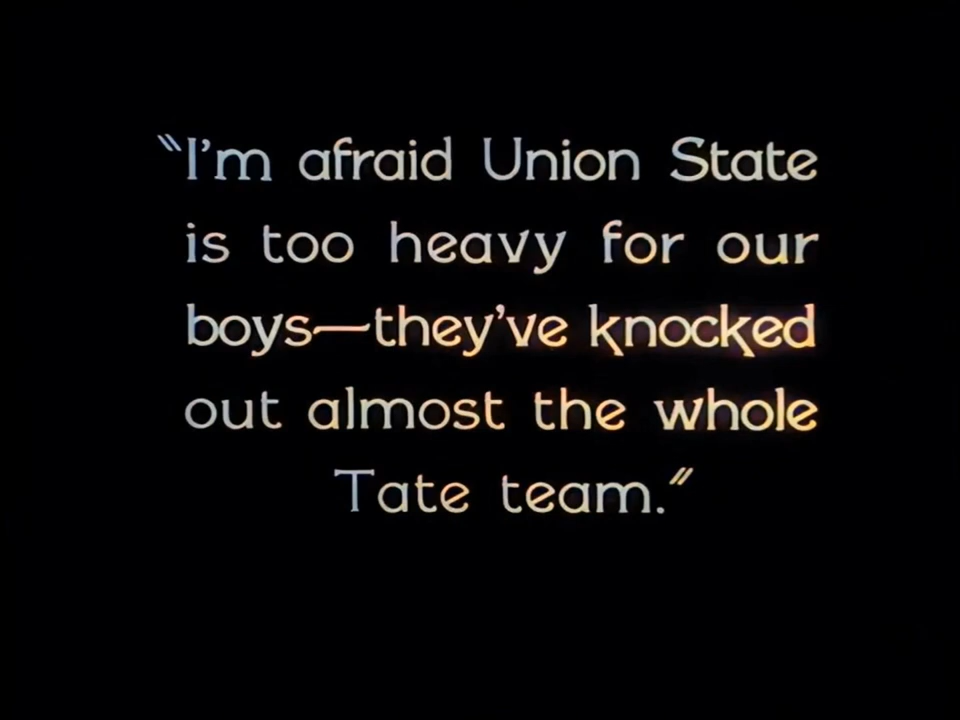 "I'm afraid Union State
is too heavy for our
boys—they've knocked
out almost the whole
Tate team."